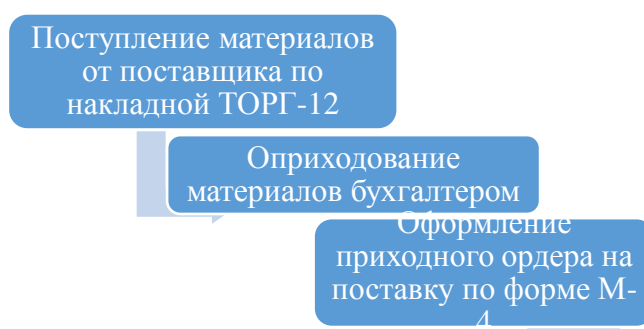 Поступление материалов
от поставщика по
накладной ТОРГ-12
Оприходование
материалов бухгалтером
Оформление
приходного ордера на
поставку по форме М-
4